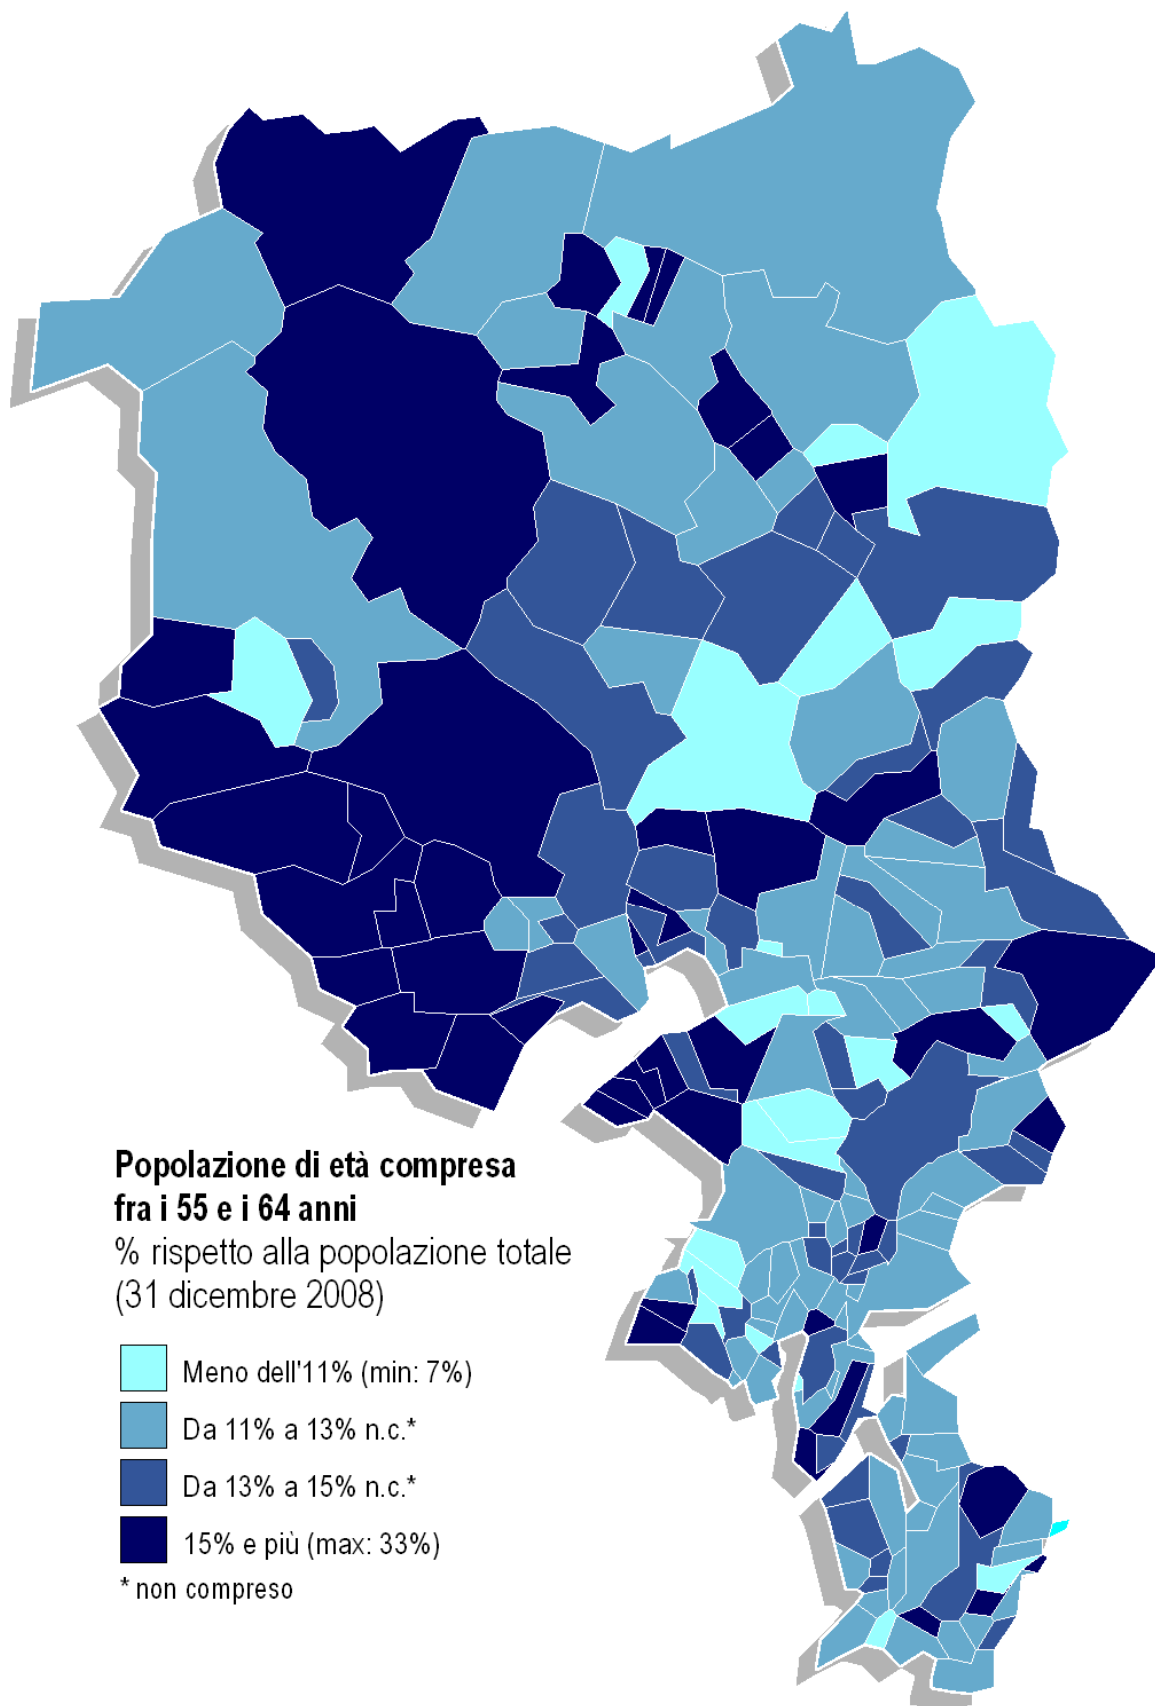 Popolazione di età compresa
fra i 55 e i 64 anni
% rispetto alla popolazione totale
(31 dicembre 2008)
Meno dell'11% (min: 7%)
Da 11% a 13% n.c.*
Da 13% a 15% n.c.*
15% e più (max: 33%)
* non compreso